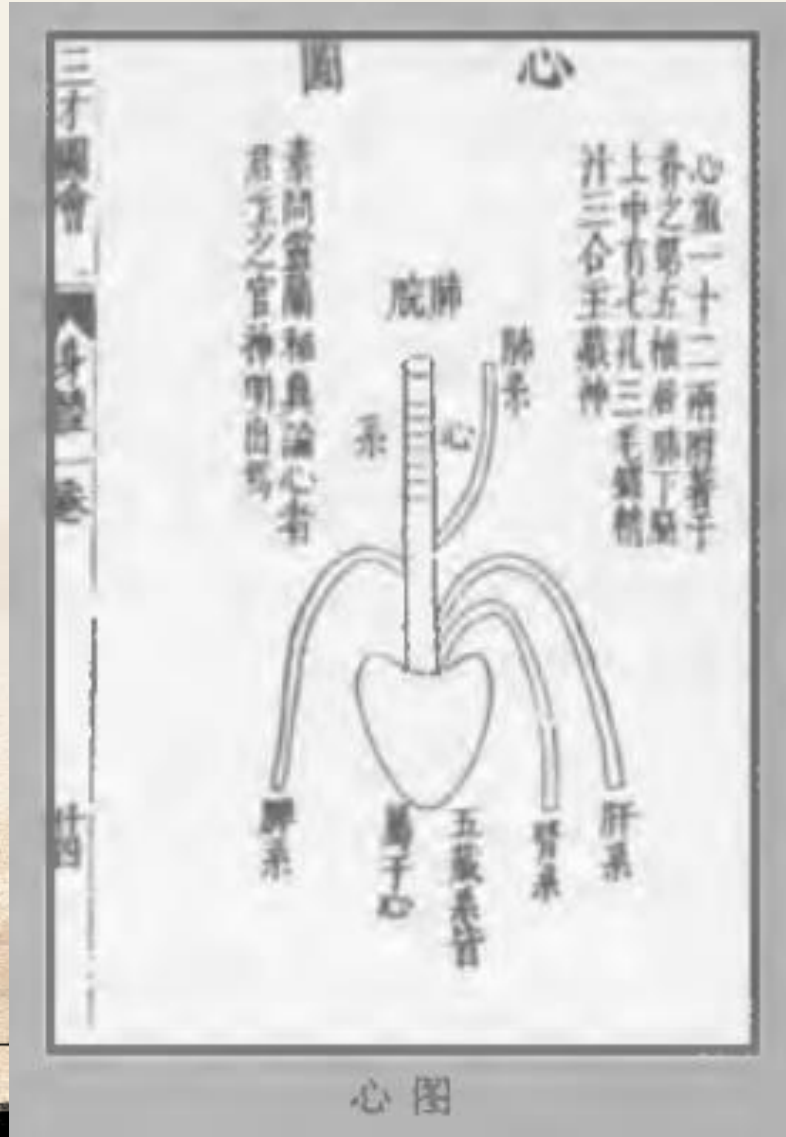 心圖
心重一十二兩附著于
脊之第五椎居肺下膈
上中有七孔三毛盛精
汁三合主藏神
肺系
肺脘
心系
素問靈蘭秘典論心者
君主之官神明出焉
肝系
腎系
五藏系皆
屬于心
脾系
三才圖會
身體一卷
廿四
心图